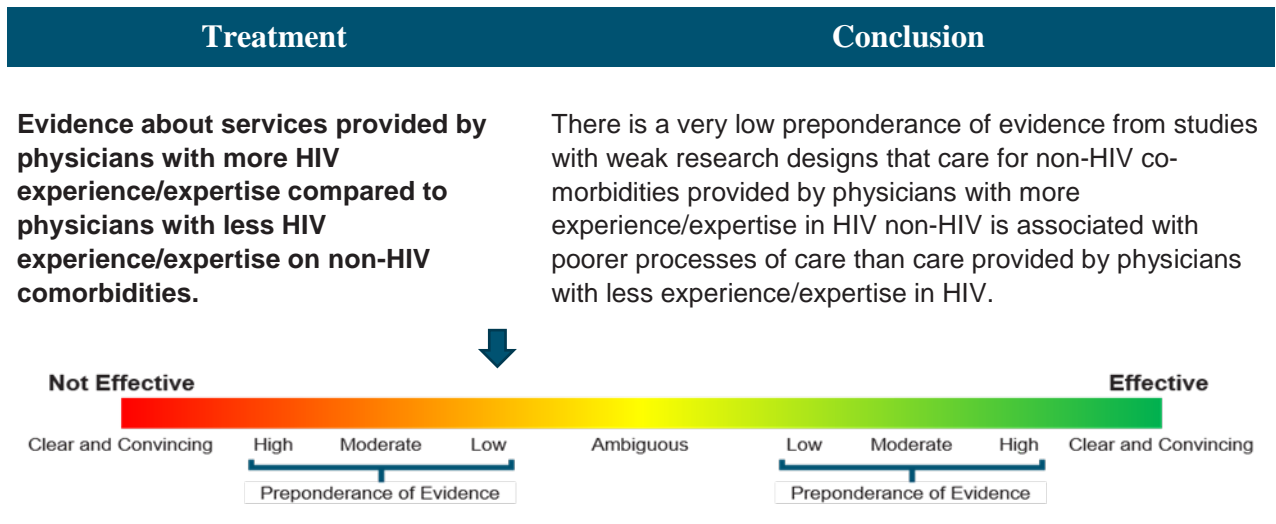 Treatment
Conclusion
Evidence about services provided by
physicians with more HIV
experience/expertise compared to
physicians with less HIV
experience/expertise on non-HIV
comorbidities.
There is a very low preponderance of evidence from studies
with weak research designs that care for non-HIV co-
morbidities provided by physicians with more
experience/expertise in HIV non-HIV is associated with
poorer processes of care than care provided by physicians
with less experience/expertise in HIV.
Not Effective
Effective
Clear and Convincing High Moderate Low Ambiguous Low Moderate High Clear and Convincing
Preponderance of Evidence
Preponderance of Evidence